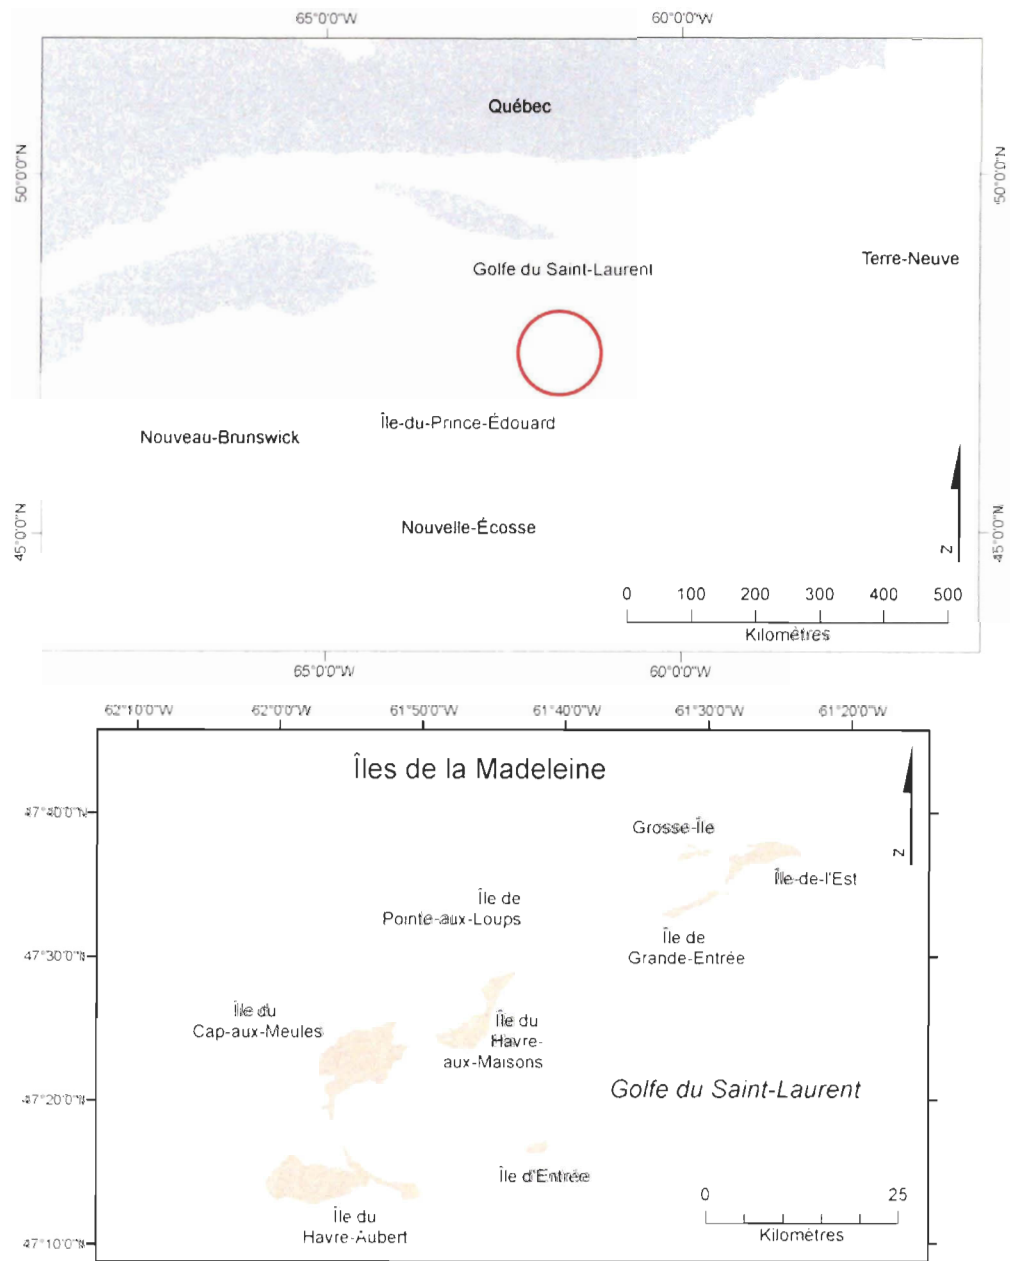 65°0'0"W 60°0'0"W
Québec
50°0'0"N 50°0'0"N
Golfe du Saint-Laurent
Terre-Neuve
Île-du-Prince-Édouard
Nouveau-Brunswick
Nouvelle-Écosse
45°0'0"N 45°0'0"N
N
0 100 200 300 400 500
Kilomètres
65°0'0"W 60°0'0"W
62°10'0"W 62°0'0"W 61°50'0"W 61°40'0"W 61°30'0"W 61°20'0"W
Îles de la Madeleine
47°40'0"N
Grosse-Île
N
Île-de-l'Est
Île de
Pointe-aux-Loups
Île de
Grande-Entrée
47°30'0"N
Île du
Cap-aux-Meules
Île du
Havre-
aux-Maisons
Golfe du Saint-Laurent
47°20'0"N
Île d'Entrée
0 25
Kilomètres
Île du
Havre-Aubert
47°10'0"N